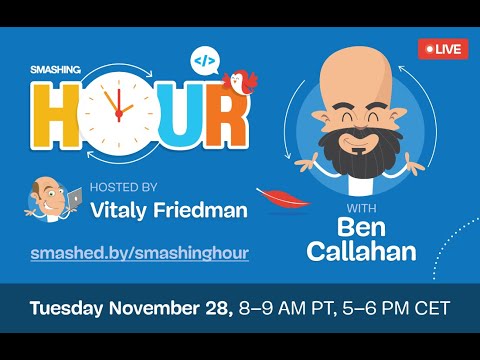 LIVE
SMASHING
HOUR
</>
HOSTED BY
Vitaly Friedman
smashed.by/smashinghour
WITH
Ben
Callahan
Tuesday November 28, 8–9 AM PT, 5–6 PM CET